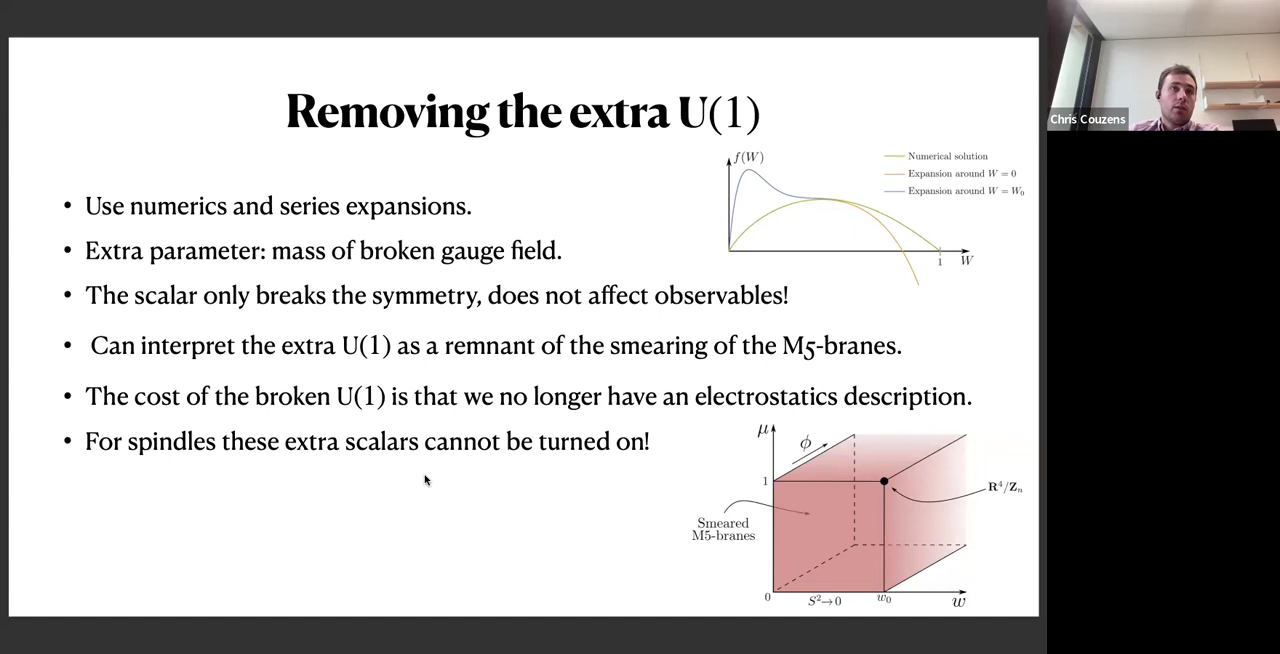 Removing the extra U(1)
f(W)
Numerical solution
Expansion around W = 0
Expansion around W = W₀
1
W
• Use numerics and series expansions.
• Extra parameter: mass of broken gauge field.
• The scalar only breaks the symmetry, does not affect observables!
• Can interpret the extra U(1) as a remnant of the smearing of the M5-branes.
• The cost of the broken U(1) is that we no longer have an electrostatics description.
• For spindles these extra scalars cannot be turned on!
μ
ϕ
1
R⁴/Zₙ
Smeared
M5-branes
0
S²→0
w₀
w
Chris Couzens